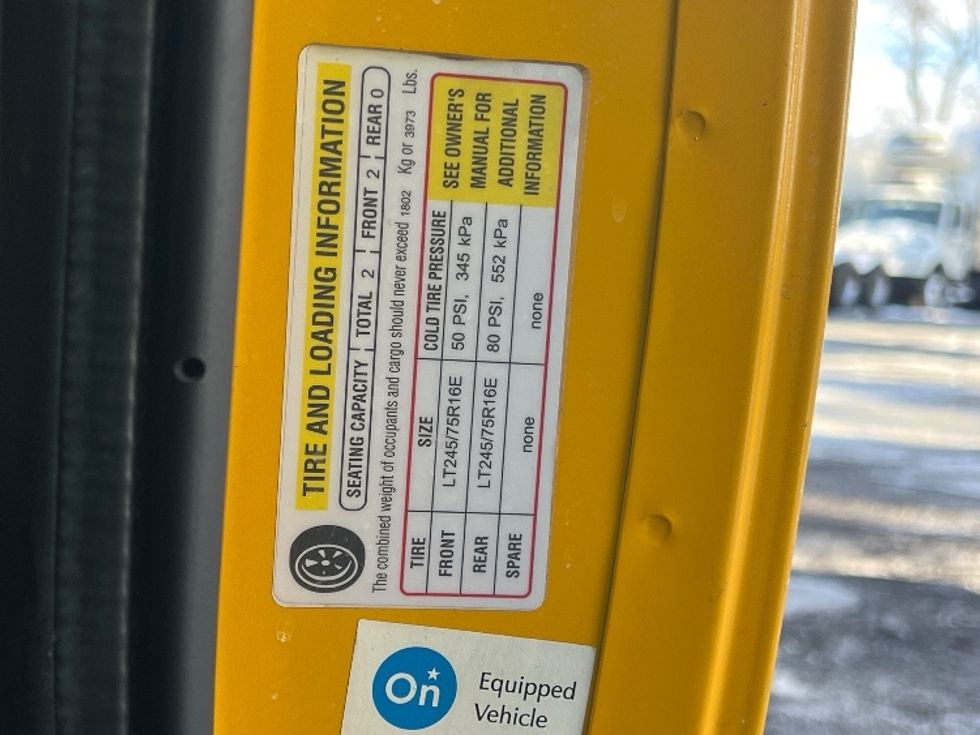 TIRE AND LOADING INFORMATION
SEATING CAPACITY TOTAL 2 FRONT 2 REAR 0
The combined weight of occupants and cargo should never exceed 1802 Kg or 3973 Lbs.
TIRE SIZE COLD TIRE PRESSURE
FRONT LT245/75R16E 50 PSI, 345 kPa
REAR LT245/75R16E 80 PSI, 552 kPa
SPARE none none
SEE OWNER'S
MANUAL FOR
ADDITIONAL
INFORMATION
On
Equipped
Vehicle